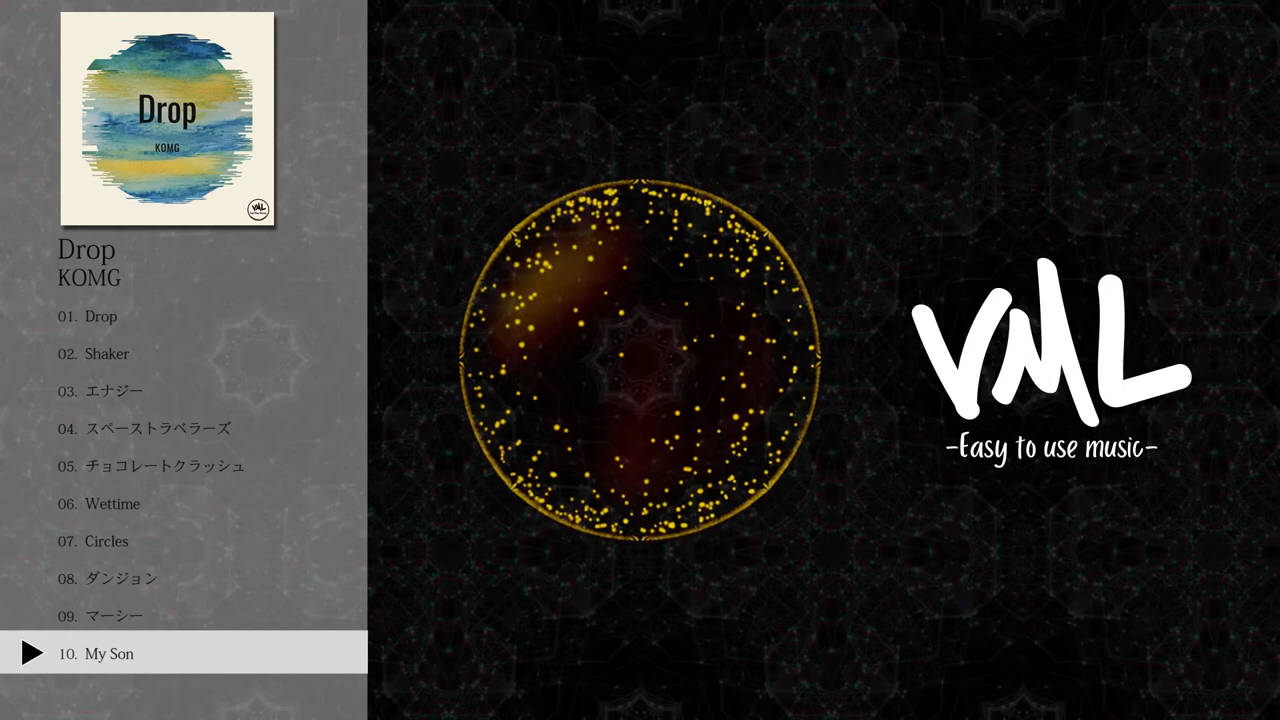 Drop
KOMG
VML
Drop
KOMG
01. Drop
02. Shaker
03. エナジー
04. スペーストラベラーズ
05. チョコレートクラッシュ
06. Wettime
07. Circles
08. ダンジョン
09. マーシー
10. My Son
VML
-Easy to use music-